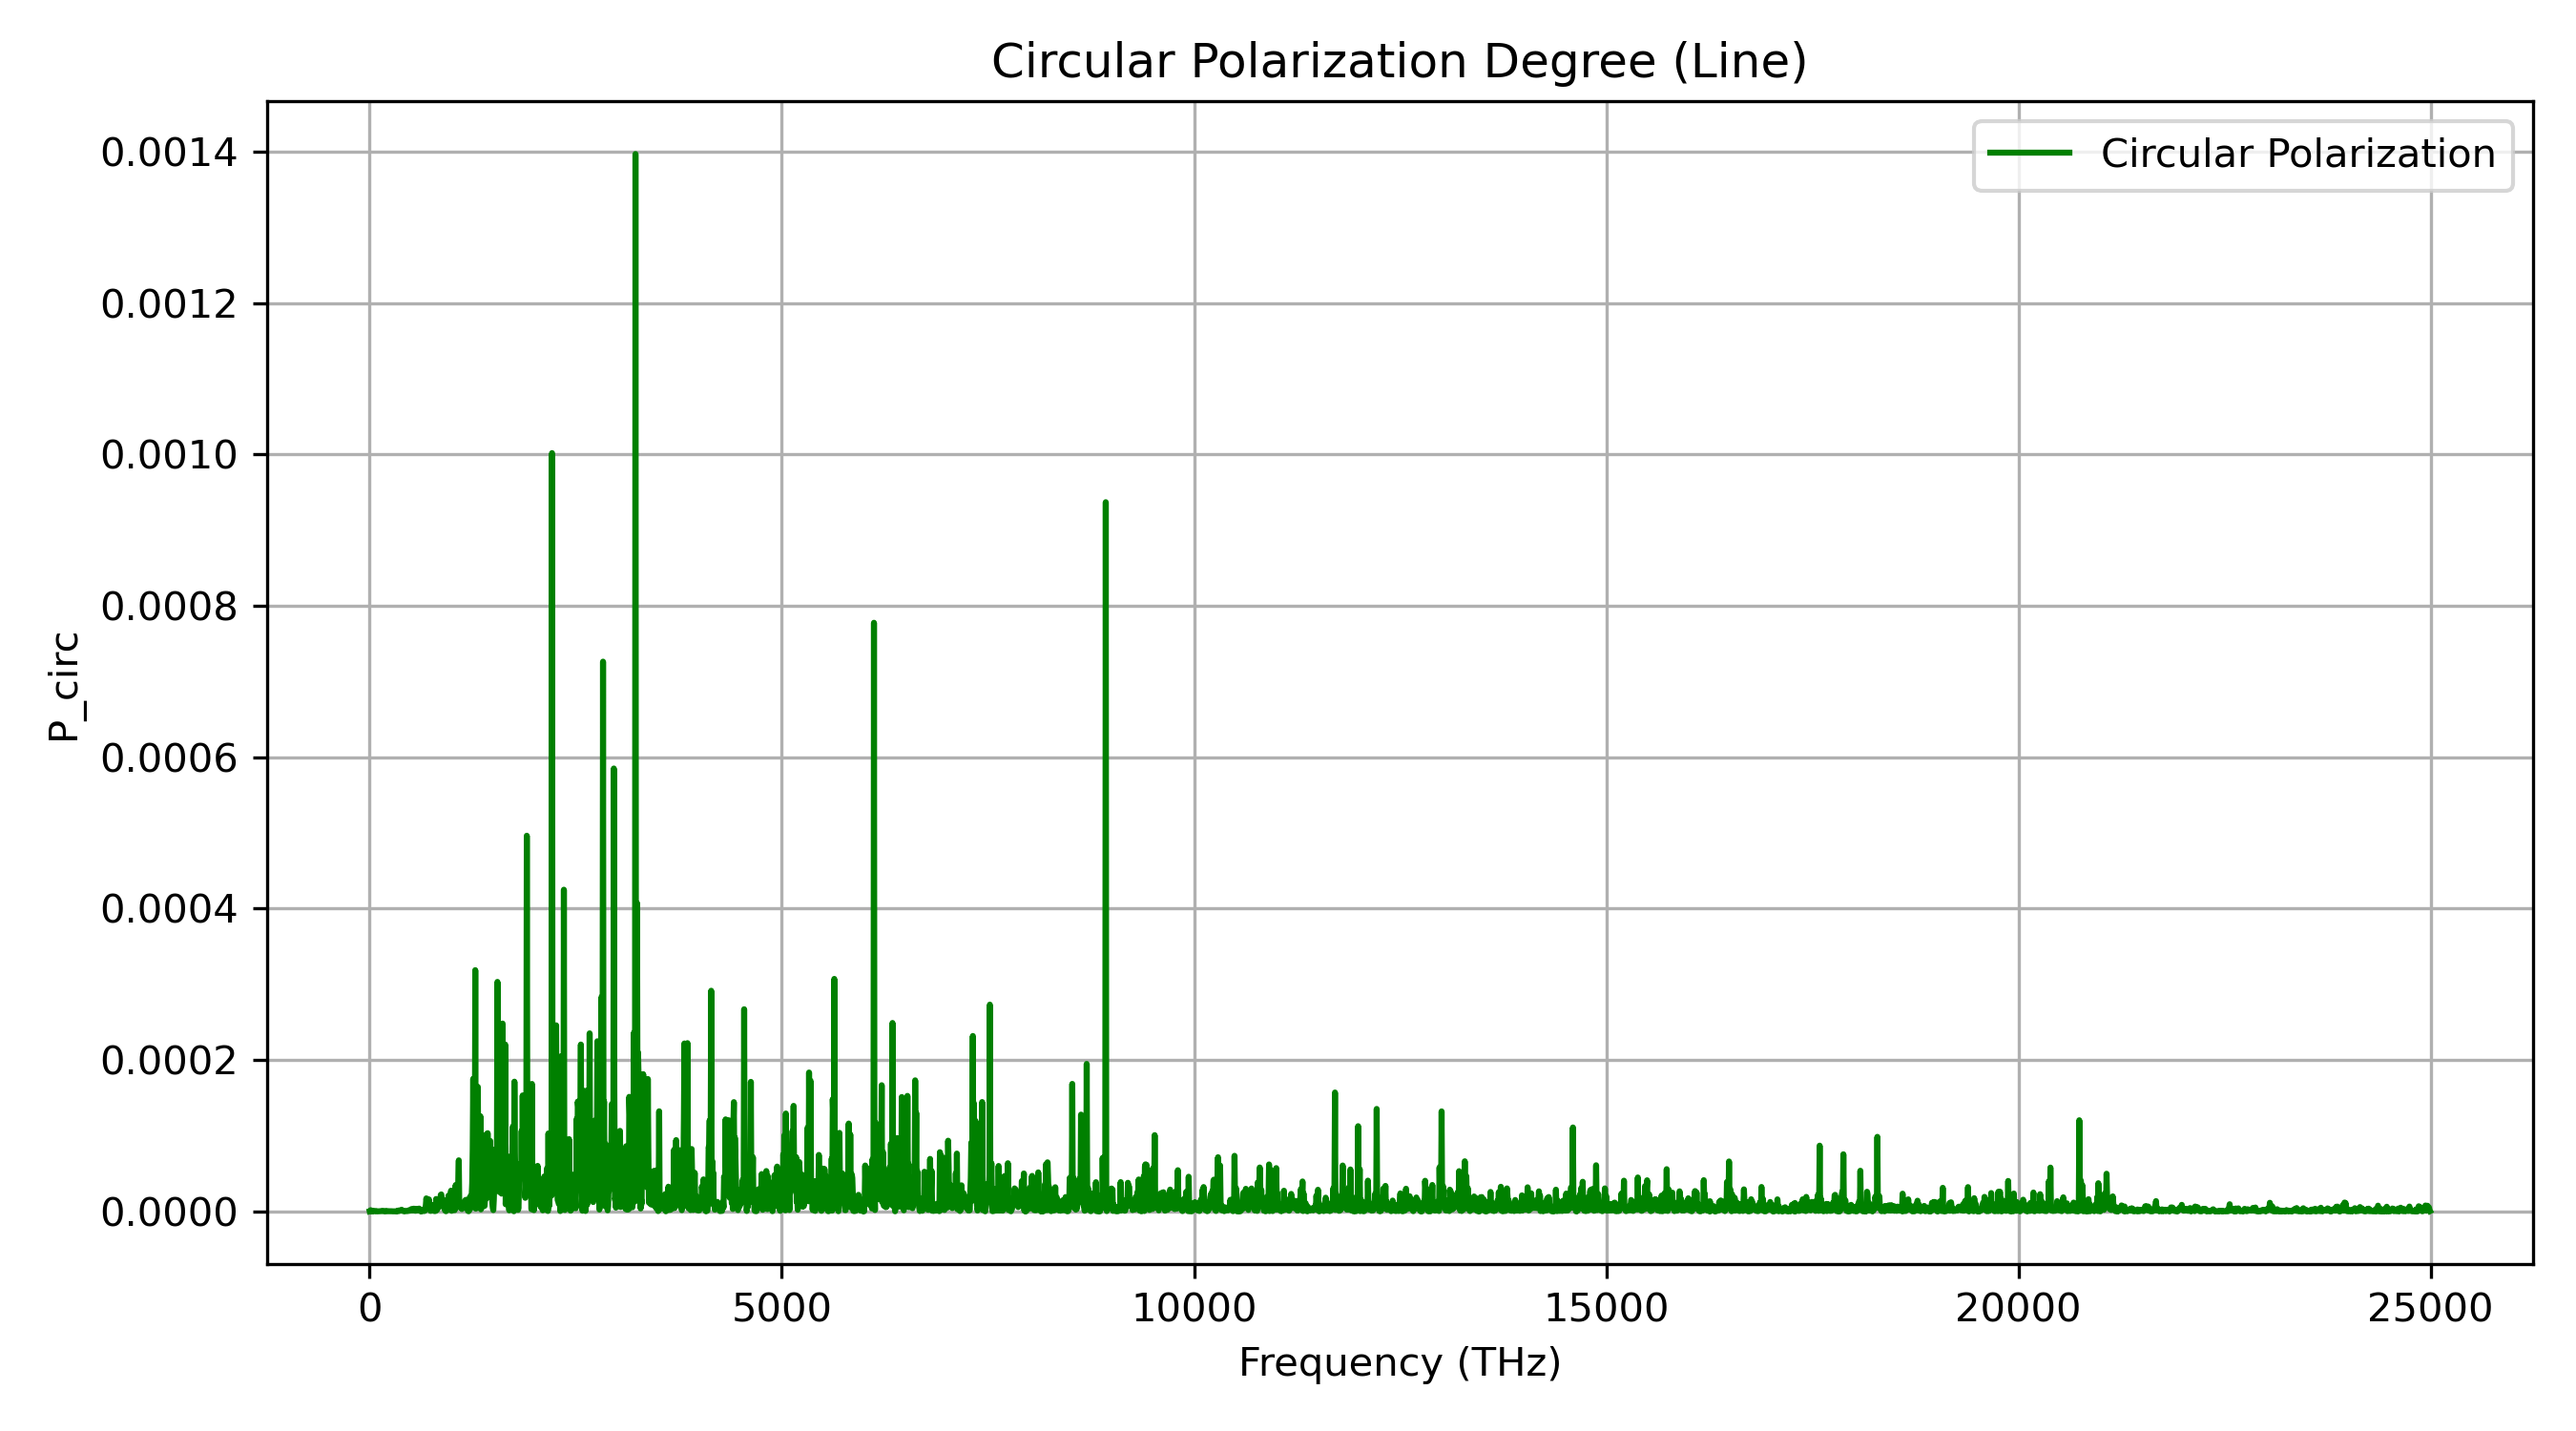 Circular Polarization Degree (Line)
Circular Polarization
0.0014
0.0012
0.0010
0.0008
0.0006
0.0004
0.0002
0.0000
P_circ
0 5000 10000 15000 20000 25000
Frequency (THz)